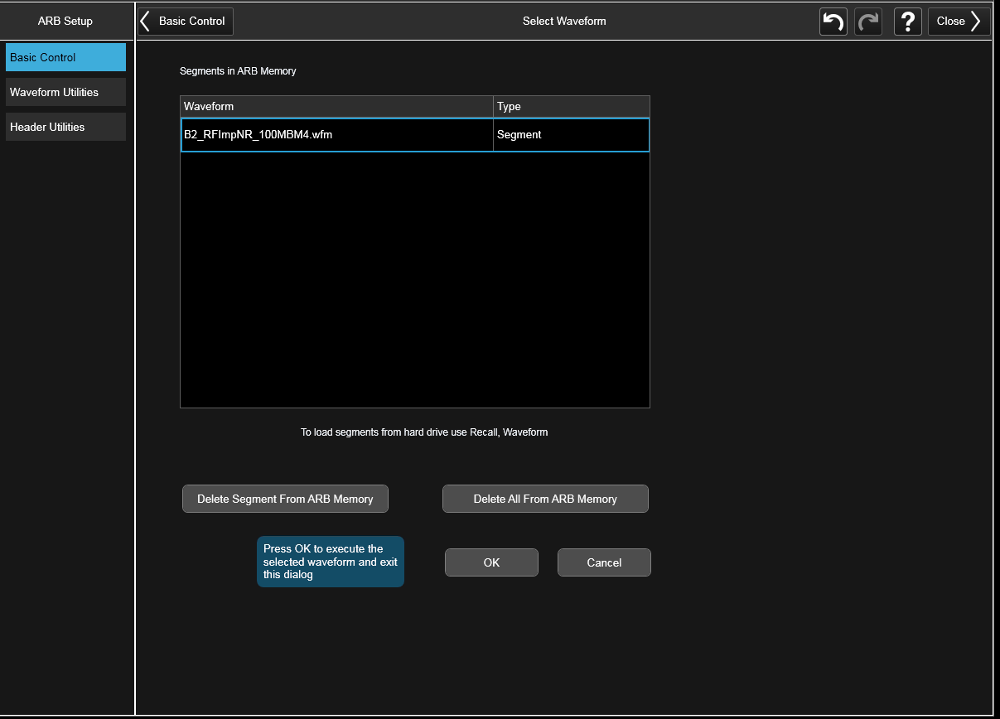 ARB Setup
Basic Control
Select Waveform
?
Close
Basic Control
Waveform Utilities
Header Utilities
Segments in ARB Memory
Waveform Type
B2_RFImpNR_100MBM4.wfm Segment
To load segments from hard drive use Recall, Waveform
Delete Segment From ARB Memory
Delete All From ARB Memory
Press OK to execute the
selected waveform and exit
this dialog
OK
Cancel